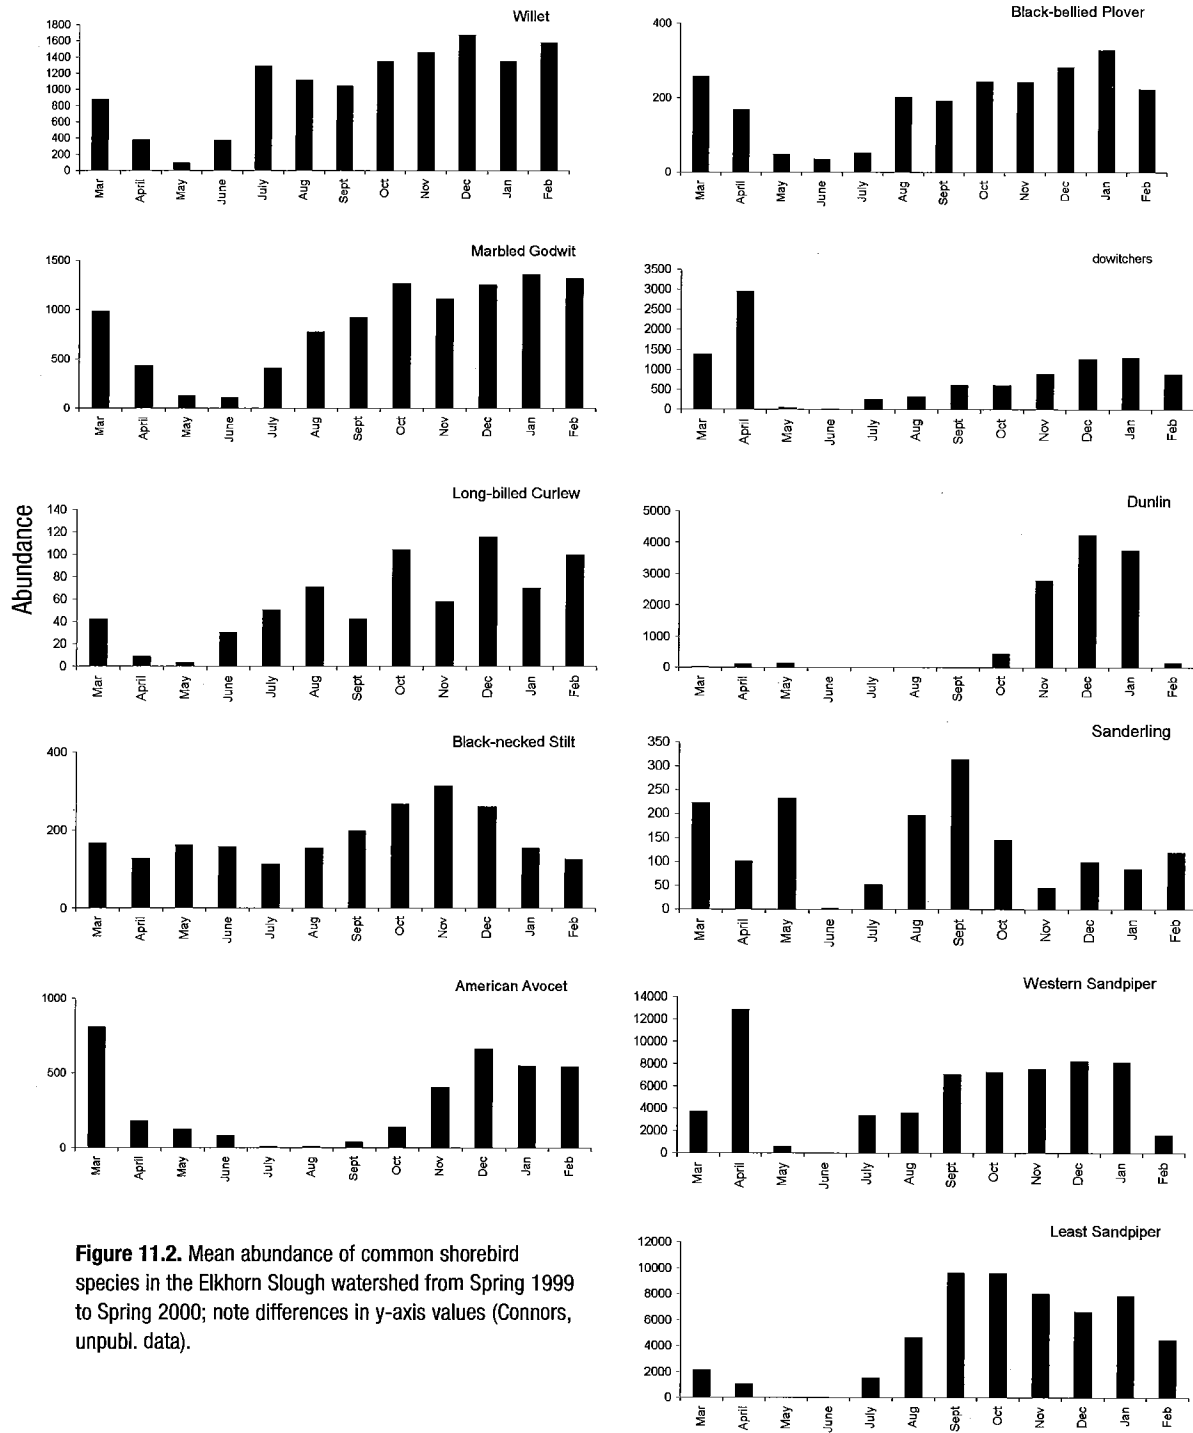 Willet
1800
1600
1400
1200
1000
800
600
400
200
0
Mar April May June July Aug Sept Oct Nov Dec Jan Feb
Black-bellied Plover
400
200
0
Mar April May June July Aug Sept Oct Nov Dec Jan Feb
Marbled Godwit
1500
1000
500
0
Mar April May June July Aug Sept Oct Nov Dec Jan Feb
dowitchers
3500
3000
2500
2000
1500
1000
500
0
Mar April May June July Aug Sept Oct Nov Dec Jan Feb
Abundance
Long-billed Curlew
140
120
100
80
60
40
20
0
Mar April May June July Aug Sept Oct Nov Dec Jan Feb
Dunlin
5000
4000
3000
2000
1000
0
Mar April May June July Aug Sept Oct Nov Dec Jan Feb
Black-necked Stilt
400
200
0
Mar April May June July Aug Sept Oct Nov Dec Jan Feb
Sanderling
350
300
250
200
150
100
50
0
Mar April May June July Aug Sept Oct Nov Dec Jan Feb
American Avocet
1000
500
0
Mar April May June July Aug Sept Oct Nov Dec Jan Feb
Western Sandpiper
14000
12000
10000
8000
6000
4000
2000
0
Mar April May June July Aug Sept Oct Nov Dec Jan Feb
Least Sandpiper
12000
10000
8000
6000
4000
2000
0
Mar April May June July Aug Sept Oct Nov Dec Jan Feb
Figure 11.2. Mean abundance of common shorebird
species in the Elkhorn Slough watershed from Spring 1999
to Spring 2000; note differences in y-axis values (Connors,
unpubl. data).